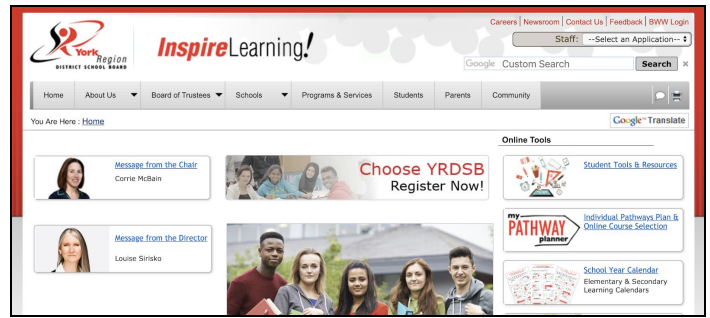 Careers | Newsroom | Contact Us | Feedback | BWW Login
York Region
DISTRICT SCHOOL BOARD
InspireLearning!
Staff: --Select an Application--
Google Custom Search Search ×
Home About Us Board of Trustees Schools Programs & Services Students Parents Community
You Are Here : Home
Google™ Translate
Online Tools
Message from the Chair
Corrie McBain
Choose YRDSB
Register Now!
Student Tools & Resources
my
PATHWAY
planner
Individual Pathways Plan &
Online Course Selection
Message from the Director
Louise Sirisko
School Year Calendar
Elementary & Secondary
Learning Calendars